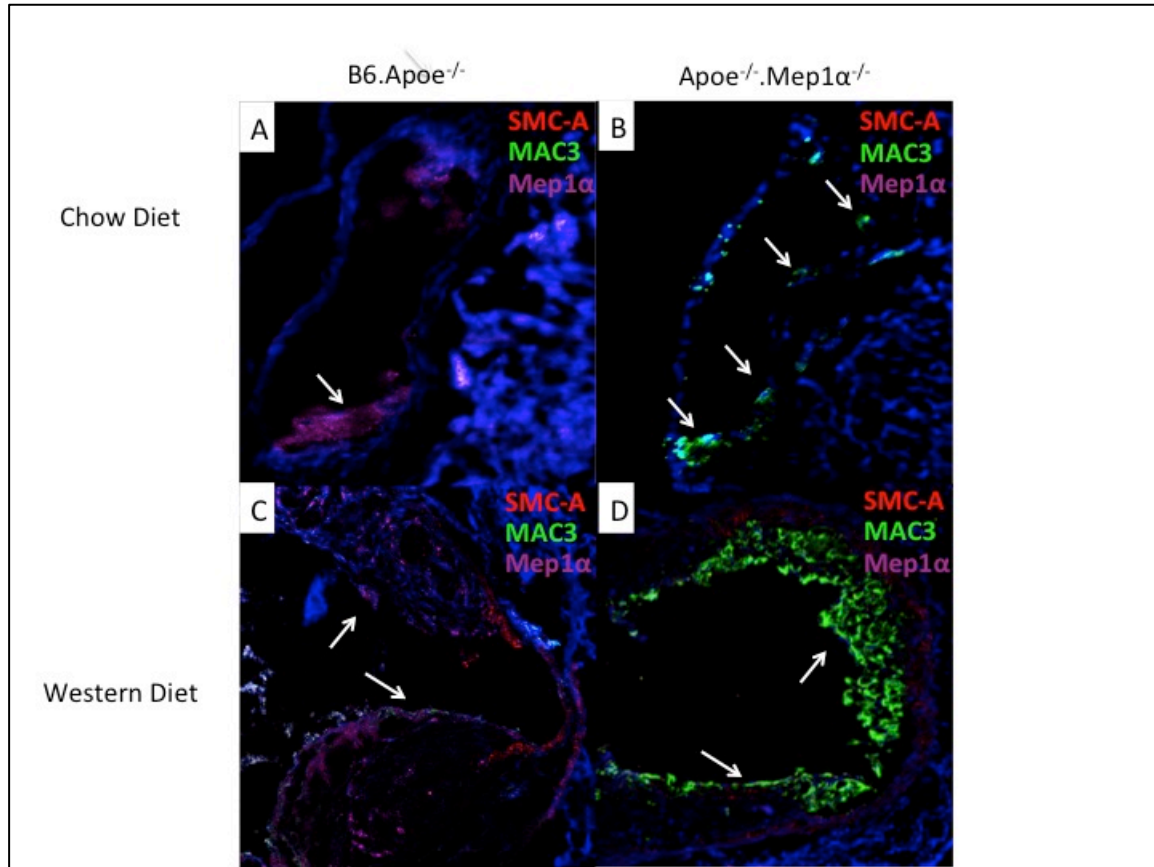 B6.Apoe⁻/⁻
Apoe⁻/⁻.Mep1α⁻/⁻
Chow Diet
A
SMC-A
MAC3
Mep1α
B
SMC-A
MAC3
Mep1α
Western Diet
C
SMC-A
MAC3
Mep1α
D
SMC-A
MAC3
Mep1α